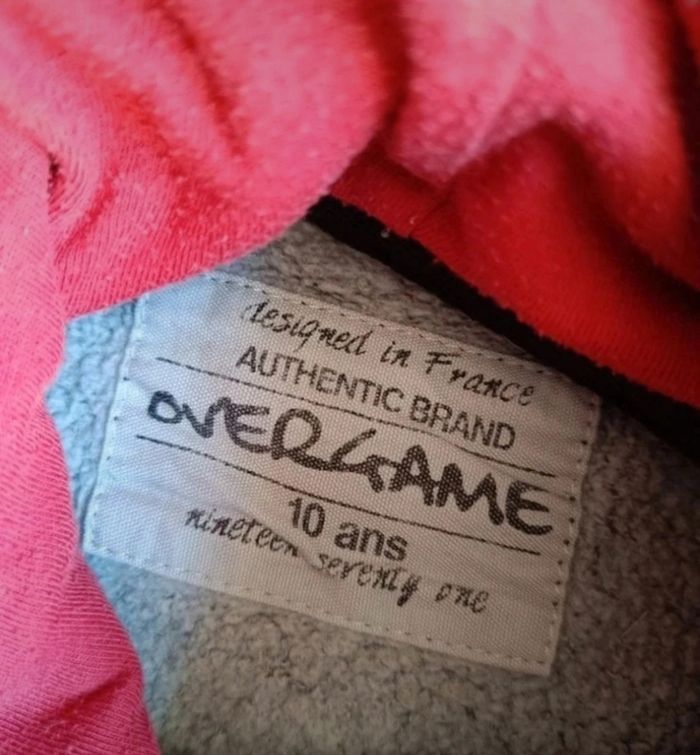 designed in France
AUTHENTIC BRAND
OVERGAME
10 ans
nineteen seventy one